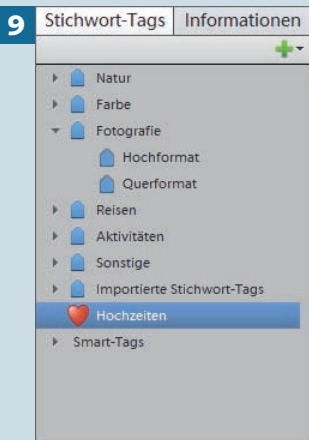 9
Stichwort-Tags Informationen
Natur
Farbe
Fotografie
Hochformat
Querformat
Reisen
Aktivitäten
Sonstige
Importierte Stichwort-Tags
Hochzeiten
Smart-Tags